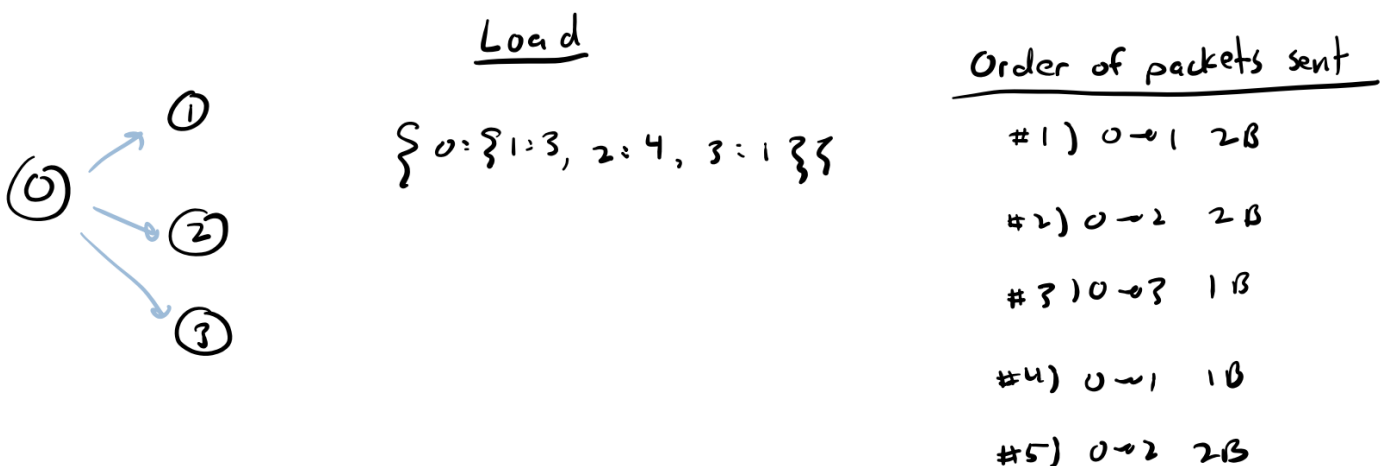 Load
Order of packets sent
0
1
2
3
{ 0:{1:3, 2:4, 3:1}}
#1) 0→1 2B
#2) 0→2 2B
#3) 0→3 1B
#4) 0→1 1B
#5) 0→2 2B